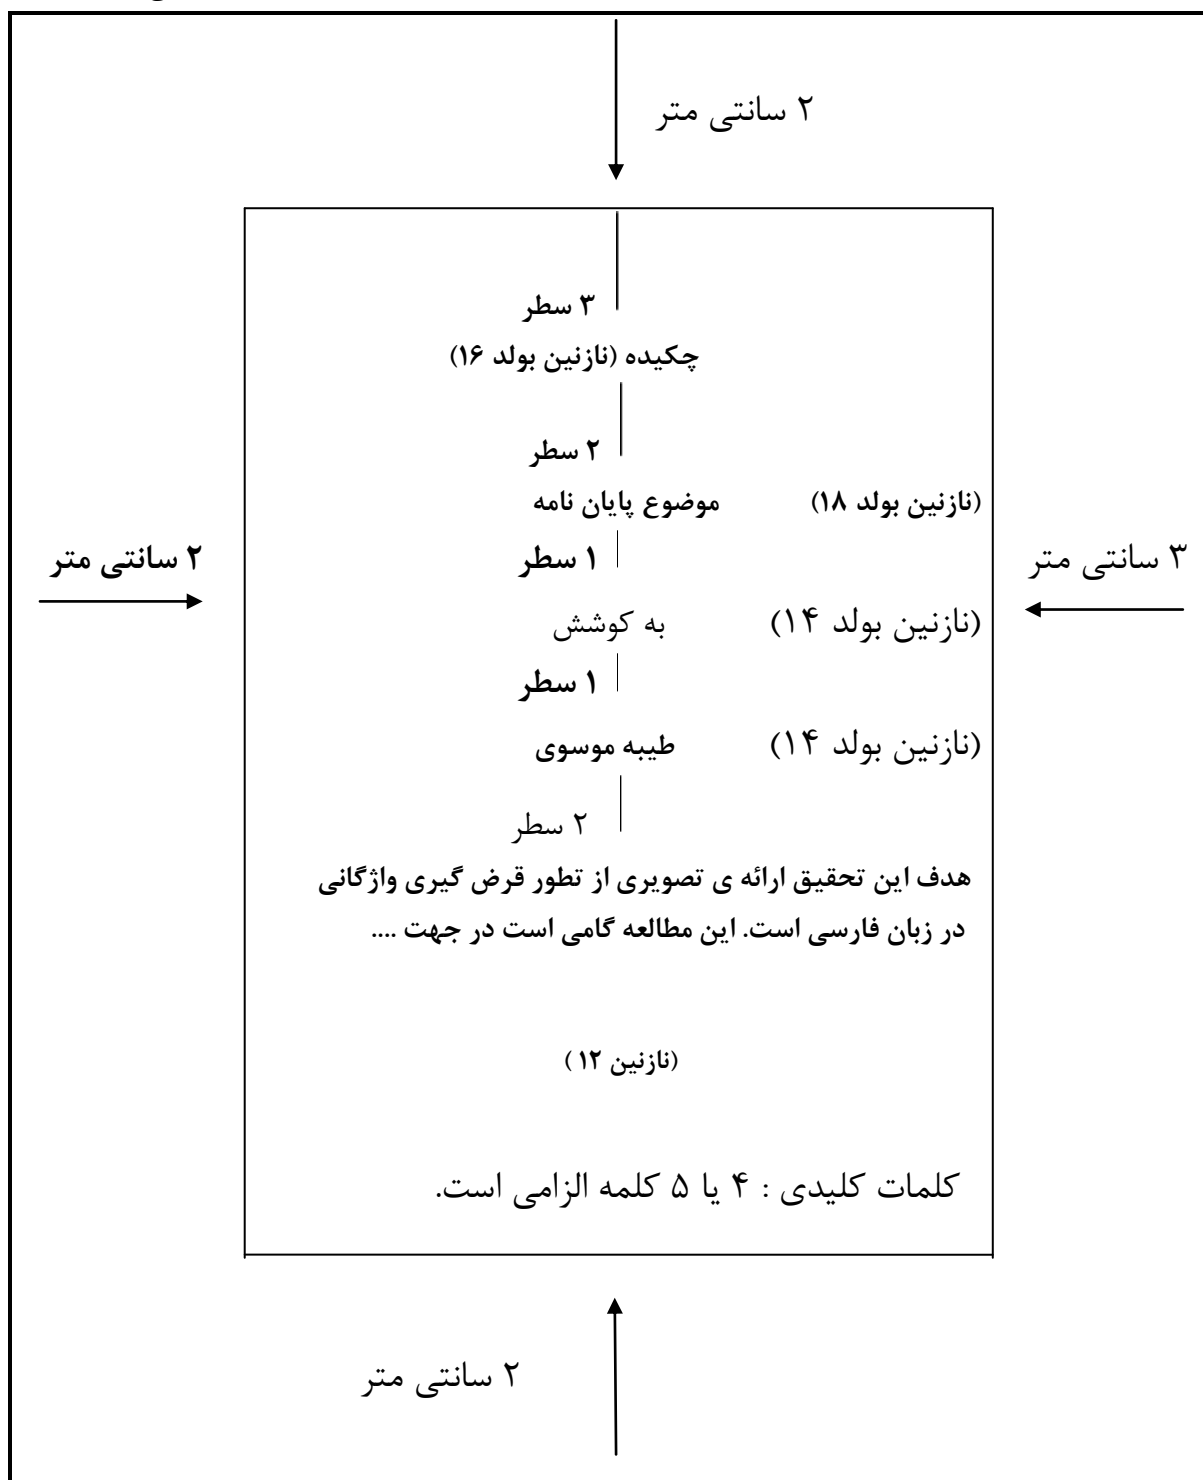 ۲ سانتی متر
۳ سطر
چکیده (نازنین بولد ۱۶)
۲ سطر
(نازنین بولد ۱۸) موضوع پایان نامه
۱ سطر
۳ سانتی متر
۲ سانتی متر
(نازنین بولد ۱۴) به کوشش
۱ سطر
(نازنین بولد ۱۴) طیبه موسوی
۲ سطر
هدف این تحقیق ارائه ی تصویری از تطور قرض گیری واژگانی
در زبان فارسی است. این مطالعه گامی است در جهت ....
(نازنین ۱۲ )
کلمات کلیدی : ۴ یا ۵ کلمه الزامی است.
۲ سانتی متر